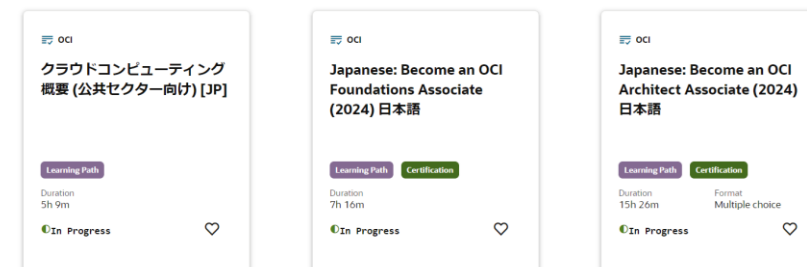 OCI
クラウドコンピューティング
概要 (公共セクター向け) [JP]
Learning Path
Duration
5h 9m
In Progress
OCI
Japanese: Become an OCI
Foundations Associate
(2024) 日本語
Learning Path
Certification
Duration
7h 16m
In Progress
OCI
Japanese: Become an OCI
Architect Associate (2024)
日本語
Learning Path
Certification
Duration
Format
15h 26m
Multiple choice
In Progress